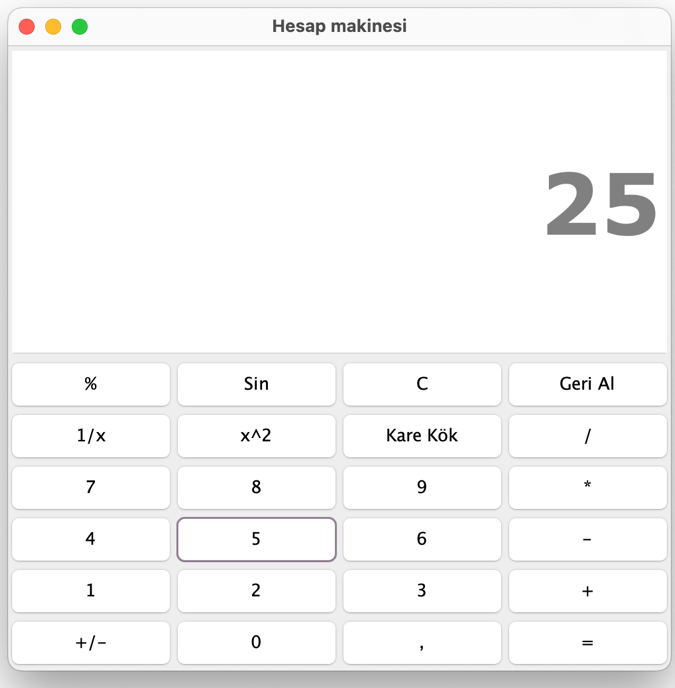 Hesap makinesi
25
% Sin C Geri Al
1/x x^2 Kare Kök /
7 8 9 *
4 5 6 -
1 2 3 +
+/- 0 , =